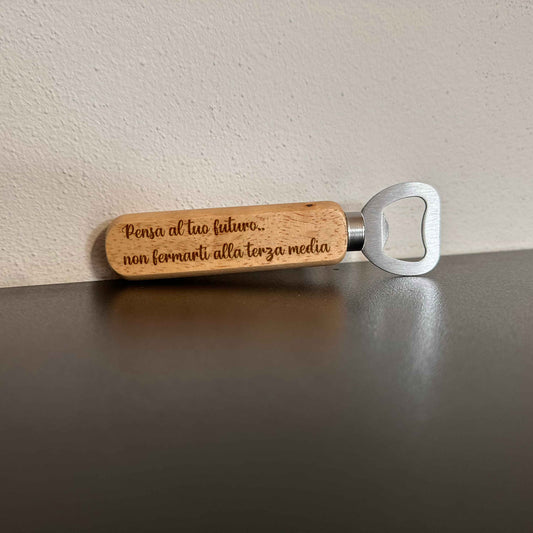 Pensa al tuo futuro..
non fermarti alla terza media